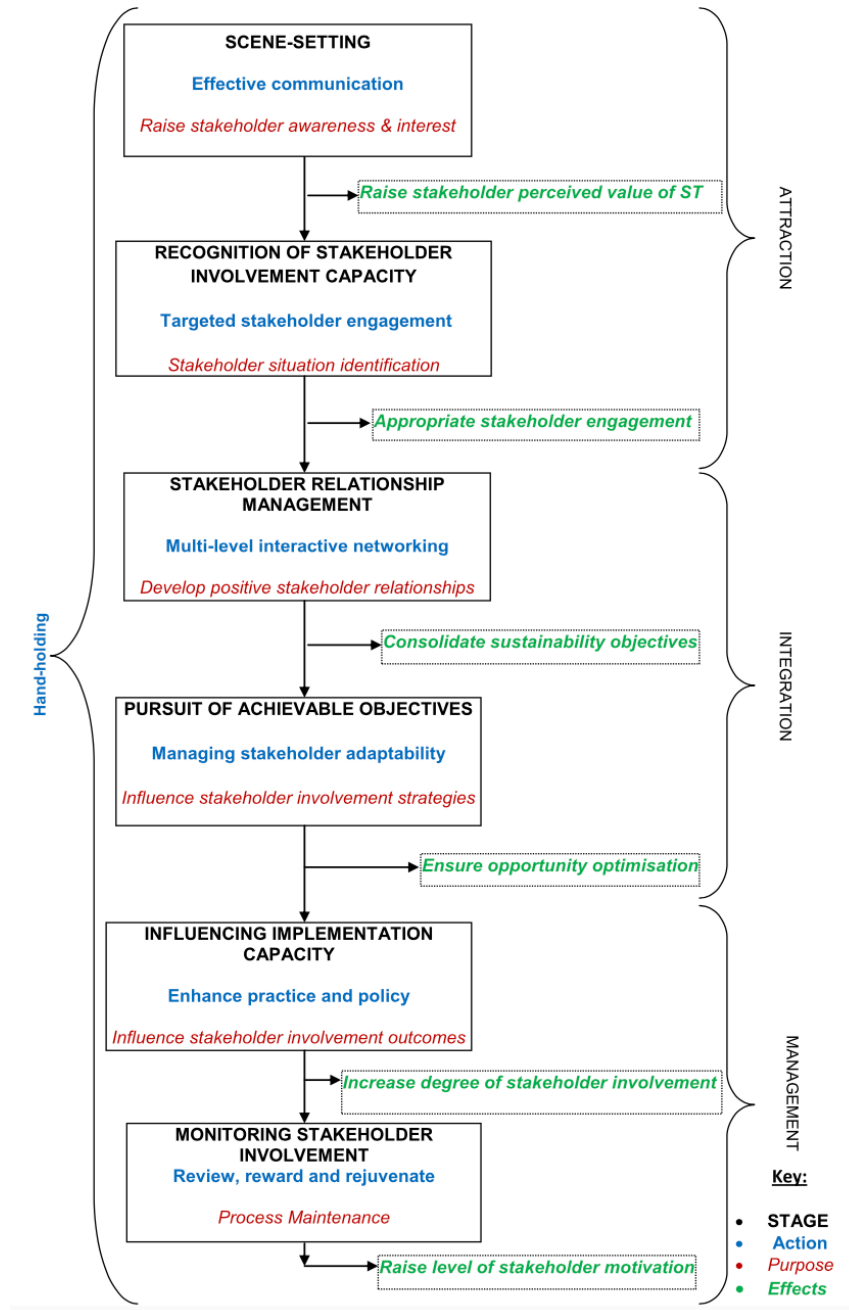 SCENE-SETTING
Effective communication
Raise stakeholder awareness & interest
Raise stakeholder perceived value of ST
RECOGNITION OF STAKEHOLDER
INVOLVEMENT CAPACITY
Targeted stakeholder engagement
Stakeholder situation identification
Appropriate stakeholder engagement
ATTRACTION
STAKEHOLDER RELATIONSHIP
MANAGEMENT
Multi-level interactive networking
Develop positive stakeholder relationships
Consolidate sustainability objectives
Hand-holding
PURSUIT OF ACHIEVABLE OBJECTIVES
Managing stakeholder adaptability
Influence stakeholder involvement strategies
Ensure opportunity optimisation
INTEGRATION
INFLUENCING IMPLEMENTATION
CAPACITY
Enhance practice and policy
Influence stakeholder involvement outcomes
Increase degree of stakeholder involvement
MONITORING STAKEHOLDER
INVOLVEMENT
Review, reward and rejuvenate
Process Maintenance
Raise level of stakeholder motivation
MANAGEMENT
Key:
• STAGE
• Action
• Purpose
• Effects